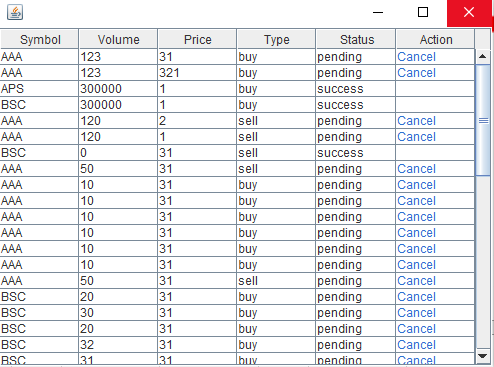 Symbol Volume Price Type Status Action
AAA 123 31 buy pending Cancel
AAA 123 321 buy pending Cancel
APS 300000 1 buy success
BSC 300000 1 buy success
AAA 120 2 sell pending Cancel
AAA 120 1 sell pending Cancel
BSC 0 31 sell success
AAA 50 31 sell pending Cancel
AAA 10 31 buy pending Cancel
AAA 10 31 buy pending Cancel
AAA 10 31 buy pending Cancel
AAA 10 31 buy pending Cancel
AAA 10 31 buy pending Cancel
AAA 10 31 buy pending Cancel
AAA 50 31 sell pending Cancel
BSC 20 31 buy pending Cancel
BSC 30 31 buy pending Cancel
BSC 20 31 buy pending Cancel
BSC 32 31 buy pending Cancel
BSC 31 31 buy pending Cancel